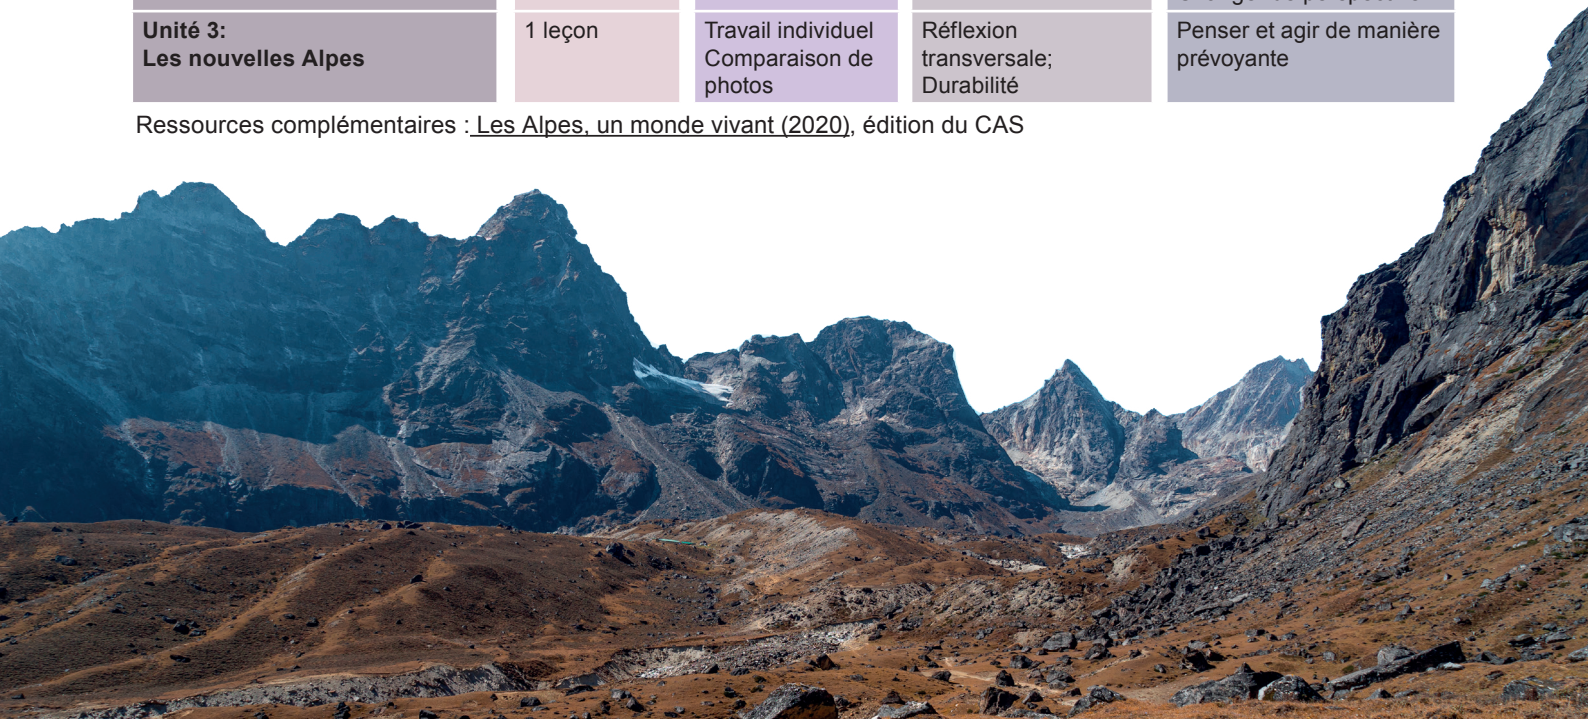 Unité 3:
Les nouvelles Alpes
1 leçon
Travail individuel
Comparaison de
photos
Réflexion
transversale;
Durabilité
Penser et agir de manière
prévoyante
Ressources complémentaires : Les Alpes, un monde vivant (2020), édition du CAS